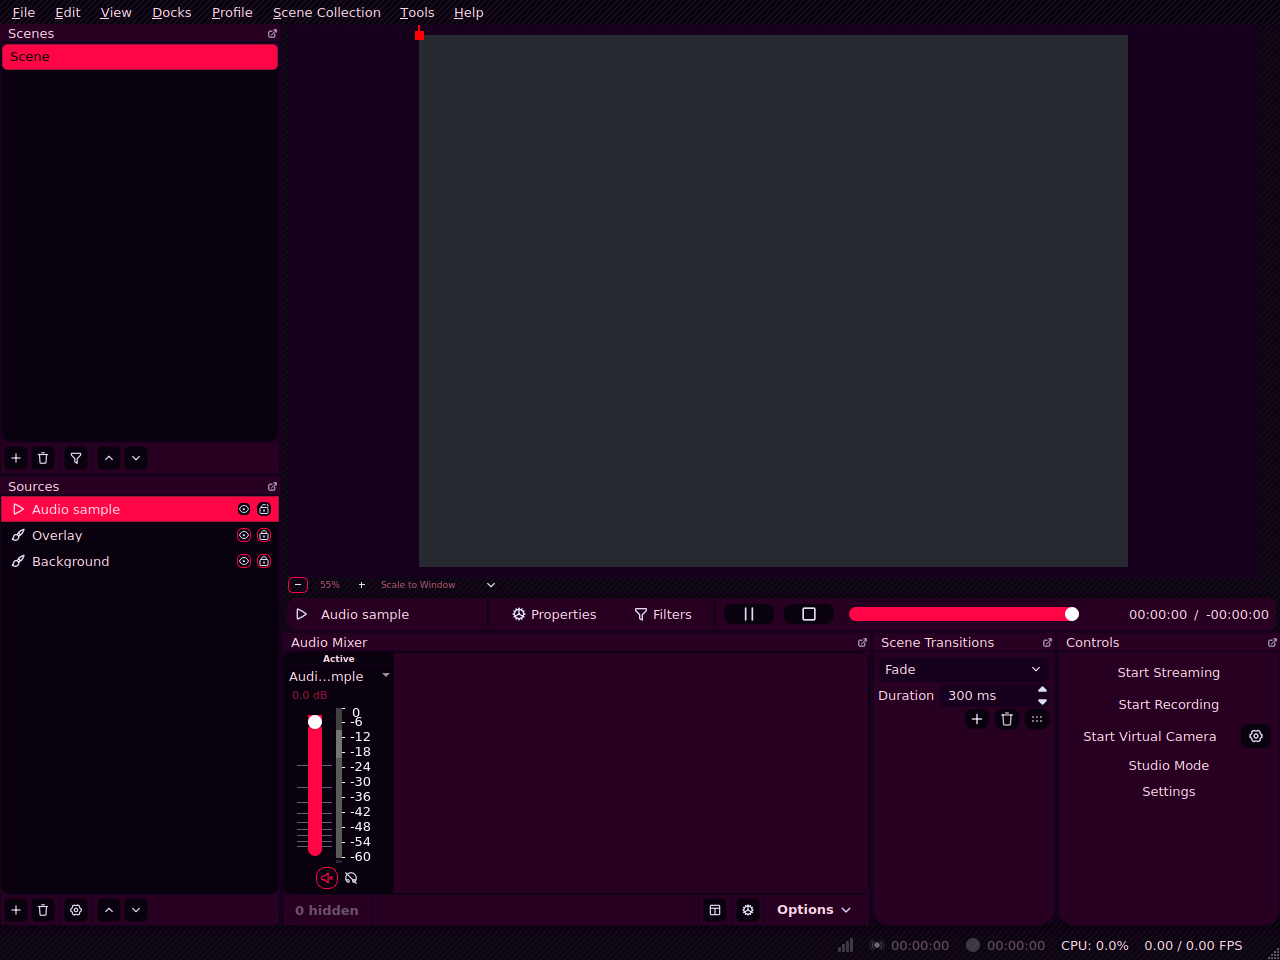 File Edit View Docks Profile Scene Collection Tools Help
Scenes
Scene
Sources
Audio sample
Overlay
Background
55% Scale to Window
Audio sample Properties Filters 00:00:00 / -00:00:00
Audio Mixer
Active
Audi...mple
0.0 dB
0
-6
-12
-18
-24
-30
-36
-42
-48
-54
-60
0 hidden Options
Scene Transitions
Fade
Duration 300 ms
Controls
Start Streaming
Start Recording
Start Virtual Camera
Studio Mode
Settings
00:00:00 00:00:00 CPU: 0.0% 0.00 / 0.00 FPS